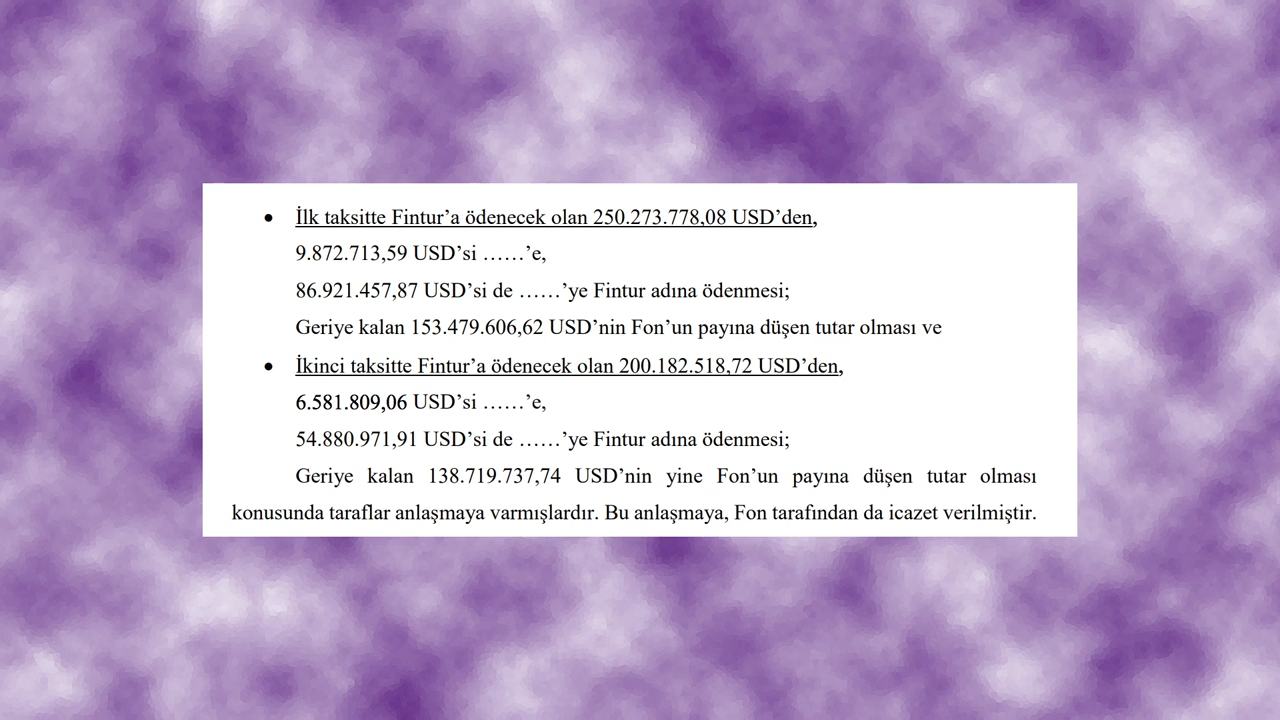 • İlk taksitte Fintur’a ödenecek olan 250.273.778,08 USD’den,
9.872.713,59 USD’si ……’e,
86.921.457,87 USD’si de ……’ye Fintur adına ödenmesi;
Geriye kalan 153.479.606,62 USD’nin Fon’un payına düşen tutar olması ve
• İkinci taksitte Fintur’a ödenecek olan 200.182.518,72 USD’den,
6.581.809,06 USD’si ……’e,
54.880.971,91 USD’si de ……’ye Fintur adına ödenmesi;
Geriye kalan 138.719.737,74 USD’nin yine Fon’un payına düşen tutar olması
konusunda taraflar anlaşmaya varmışlardır. Bu anlaşmaya, Fon tarafından da icazet verilmiştir.